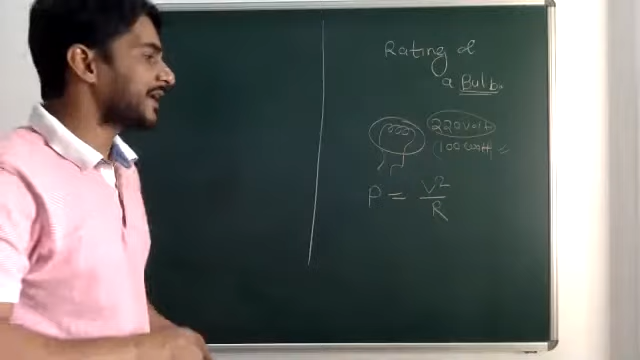 Rating of
a Bulb.
220 volt
100 watt
P = V²
R